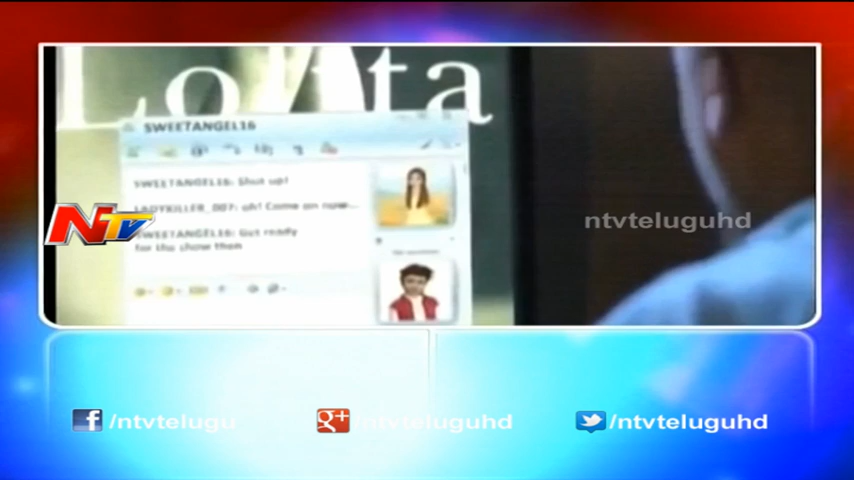 Lolita
SWEETANGEL16
SWEETANGEL16: Shut up!
LADYKILLER_007: oh! Come on now...
SWEETANGEL16: Get ready
for the show then
NTV
ntvteluguhd
/ntvtelugu
g+ /ntvteluguhd
/ntvteluguhd